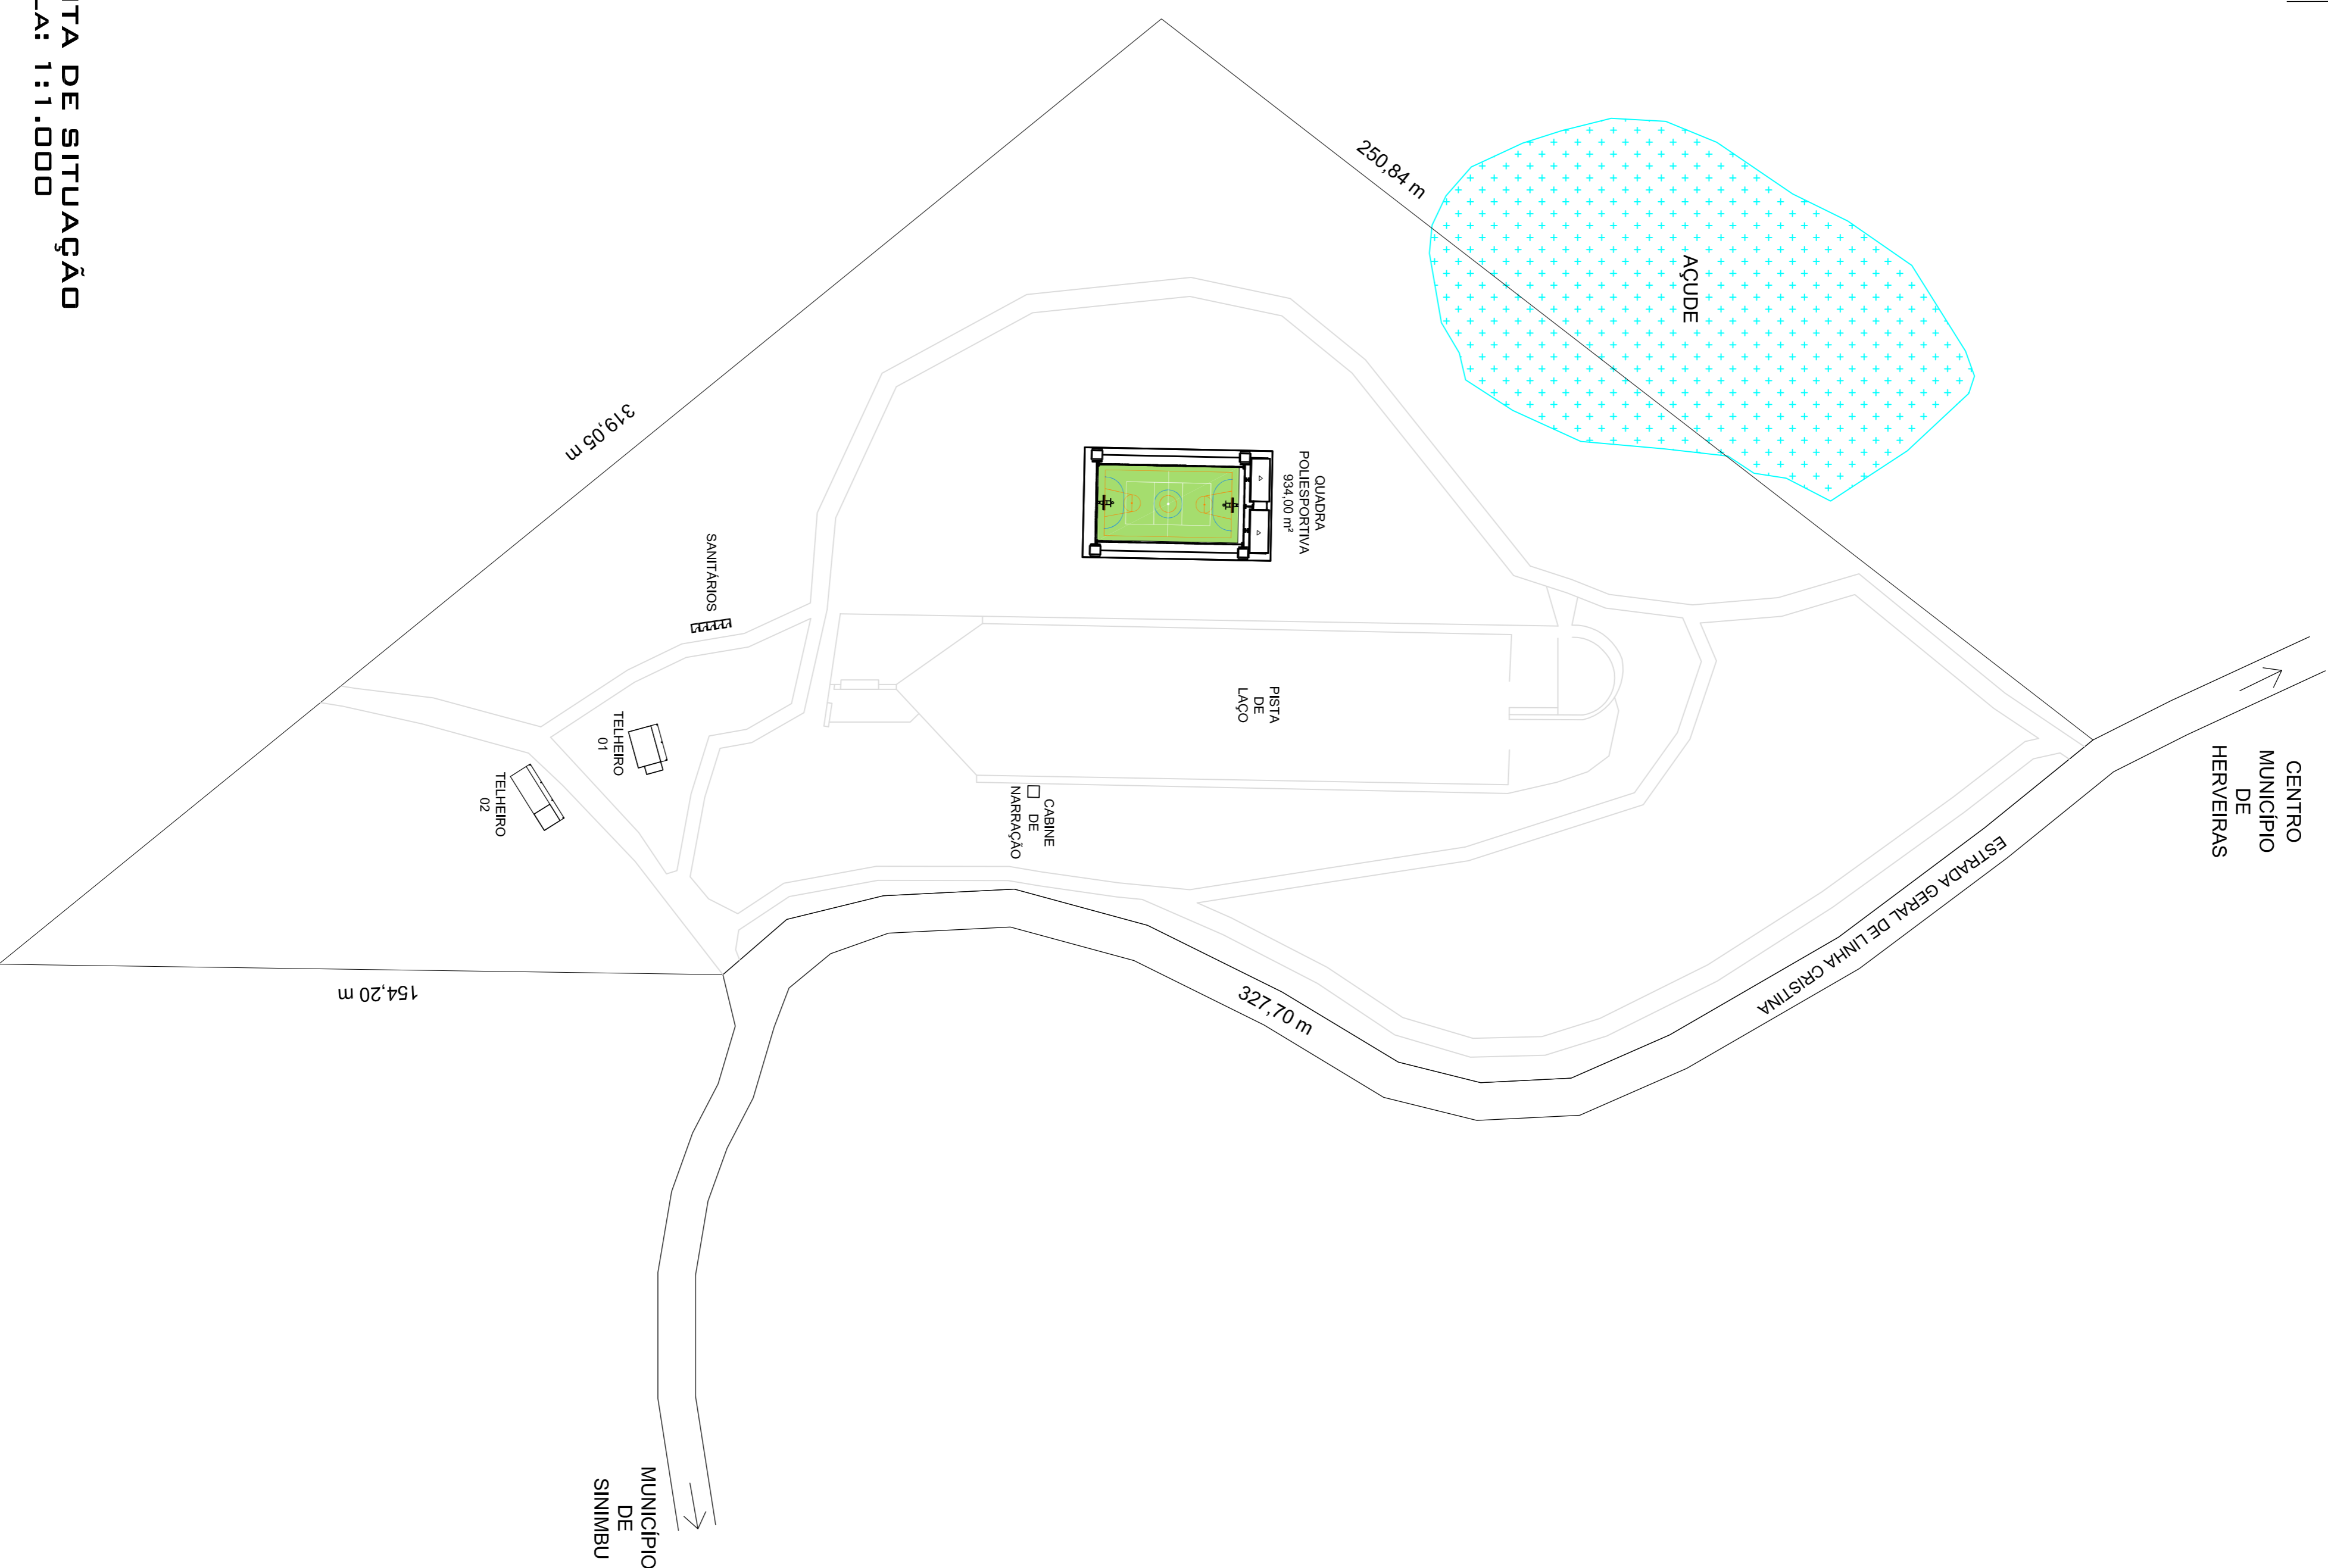 DE SITUAÇÃO
1:1.000
250,84 m
319,05 m
154,20 m
327,70 m
AÇUDE
QUADRA
POLIESPORTIVA
934,00 m²
SANITÁRIOS
TELHEIRO
01
TELHEIRO
02
PISTA
DE
LAÇO
CABINE
DE
NARRAÇÃO
ESTRADA GERAL DE LINHA CRISTINA
CENTRO
MUNICÍPIO
DE
HERVEIRAS
MUNICÍPIO
DE
SINIMBU